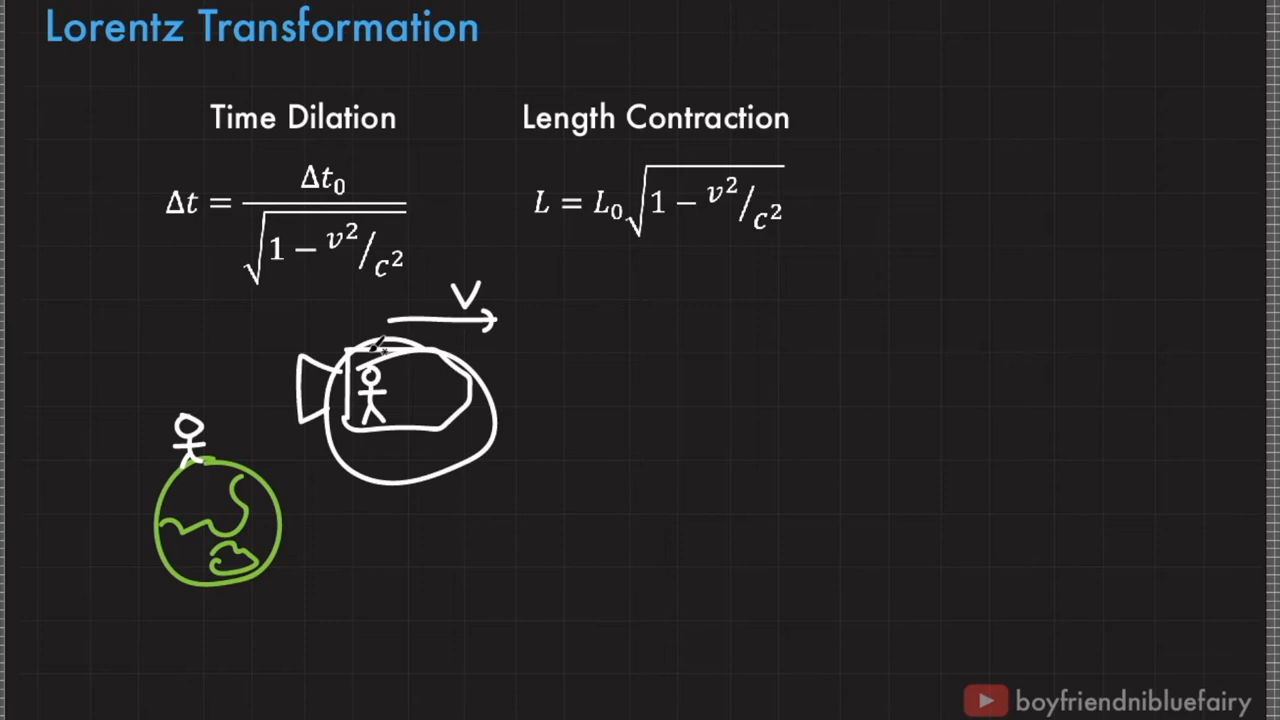 Lorentz Transformation
Time Dilation
Δt = Δt₀ / √(1 − v²/c²)
Length Contraction
L = L₀√(1 − v²/c²)
V
boyfriendnibluefairy